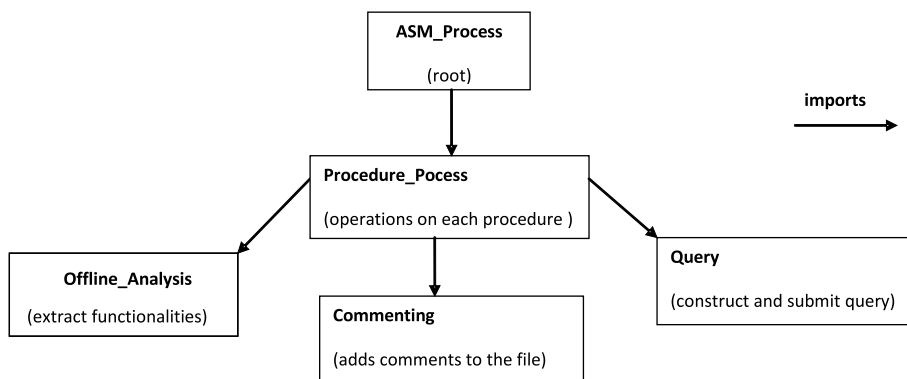 ASM_Process
(root)
imports
Procedure_Pocess
(operations on each procedure )
Offline_Analysis
(extract functionalities)
Commenting
(adds comments to the file)
Query
(construct and submit query)